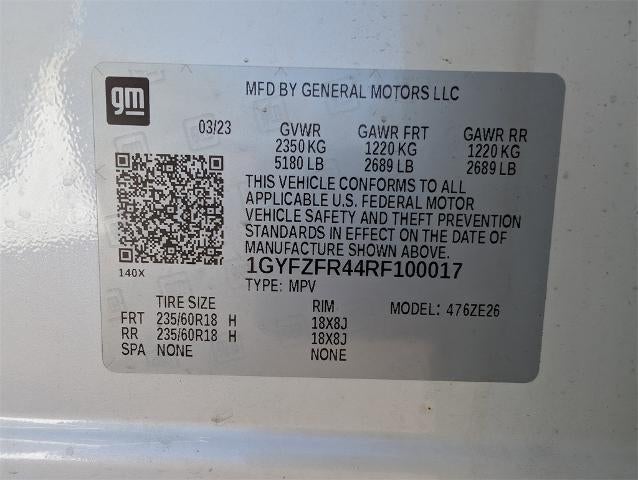 gm
MFD BY GENERAL MOTORS LLC
03/23 GVWR GAWR FRT GAWR RR
2350 KG 1220 KG 1220 KG
5180 LB 2689 LB 2689 LB
THIS VEHICLE CONFORMS TO ALL
APPLICABLE U.S. FEDERAL MOTOR
VEHICLE SAFETY AND THEFT PREVENTION
STANDARDS IN EFFECT ON THE DATE OF
MANUFACTURE SHOWN ABOVE.
140X 1GYFZFR44RF100017
TYPE: MPV
TIRE SIZE RIM MODEL: 476ZE26
FRT 235/60R18 H 18X8J
RR 235/60R18 H 18X8J
SPA NONE NONE